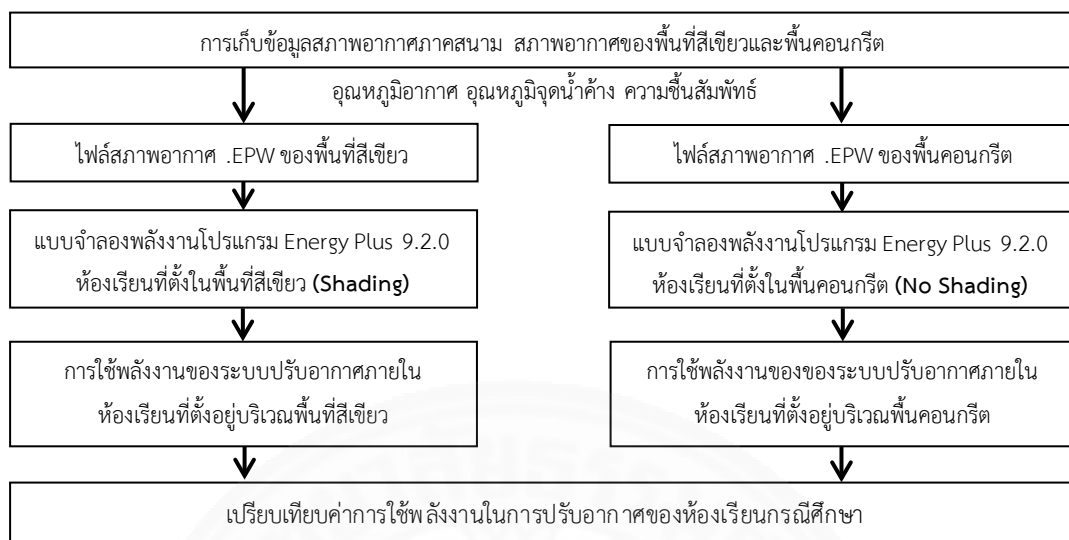 การเก็บข้อมูลสภาพอากาศภาคสนาม สภาพอากาศของพื้นที่สีเขียวและพื้นคอนกรีต
อุณหภูมิอากาศ อุณหภูมิจุดน้ำค้าง ความชื้นสัมพัทธ์
ไฟล์สภาพอากาศ .EPW ของพื้นที่สีเขียว
ไฟล์สภาพอากาศ .EPW ของพื้นคอนกรีต
แบบจำลองพลังงานโปรแกรม Energy Plus 9.2.0
ห้องเรียนที่ตั้งในพื้นที่สีเขียว (Shading)
แบบจำลองพลังงานโปรแกรม Energy Plus 9.2.0
ห้องเรียนที่ตั้งในพื้นคอนกรีต (No Shading)
การใช้พลังงานของระบบปรับอากาศภายใน
ห้องเรียนที่ตั้งอยู่บริเวณพื้นที่สีเขียว
การใช้พลังงานของของระบบปรับอากาศภายใน
ห้องเรียนที่ตั้งอยู่บริเวณพื้นคอนกรีต
เปรียบเทียบค่าการใช้พลังงานในการปรับอากาศของห้องเรียนกรณีศึกษา